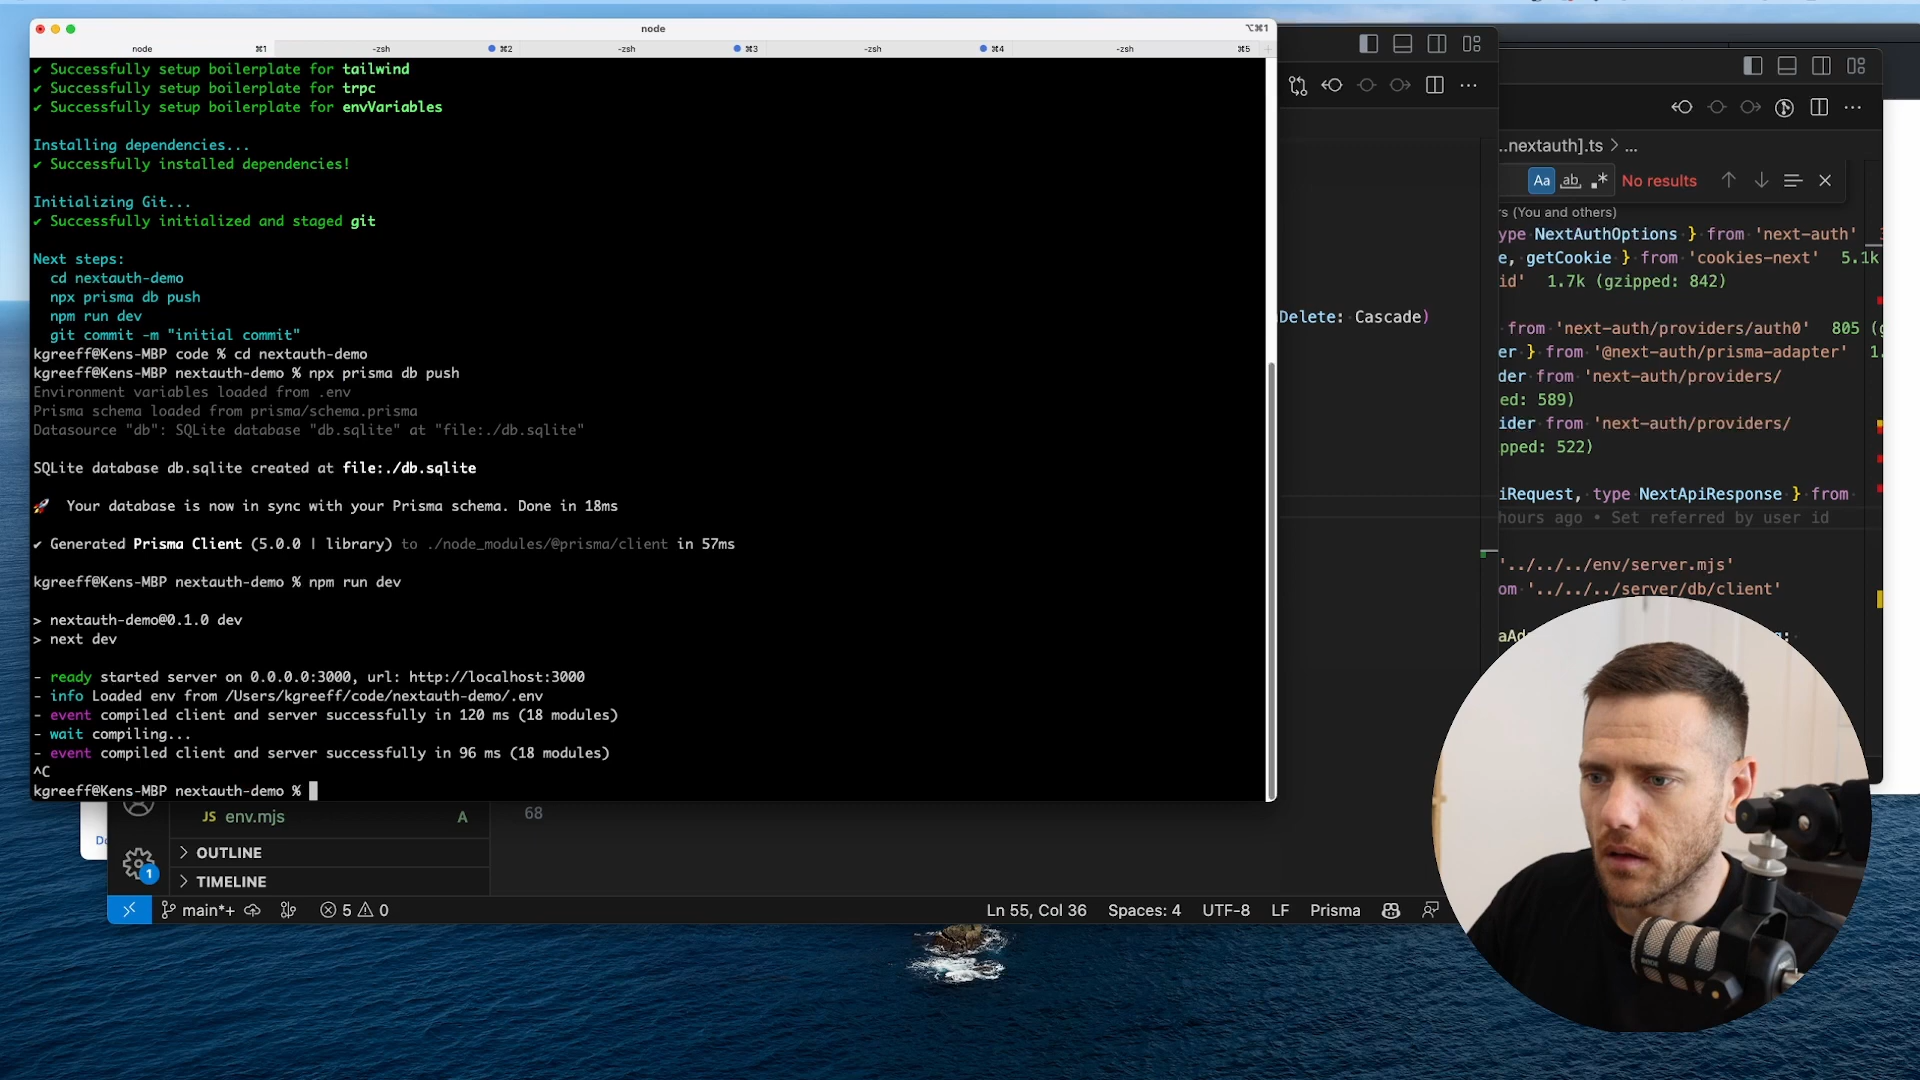 node
⌥⌘1
node ⌘1
-zsh ⌘2
-zsh ⌘3
-zsh ⌘4
-zsh ⌘5
✔ Successfully setup boilerplate for tailwind
✔ Successfully setup boilerplate for trpc
✔ Successfully setup boilerplate for envVariables
Installing dependencies...
✔ Successfully installed dependencies!
Initializing Git...
✔ Successfully initialized and staged git
Next steps:
cd nextauth-demo
npx prisma db push
npm run dev
git commit -m "initial commit"
kgreeff@Kens-MBP code % cd nextauth-demo
kgreeff@Kens-MBP nextauth-demo % npx prisma db push
Environment variables loaded from .env
Prisma schema loaded from prisma/schema.prisma
Datasource "db": SQLite database "db.sqlite" at "file:./db.sqlite"
SQLite database db.sqlite created at file:./db.sqlite
🚀 Your database is now in sync with your Prisma schema. Done in 18ms
✔ Generated Prisma Client (5.0.0 | library) to ./node_modules/@prisma/client in 57ms
kgreeff@Kens-MBP nextauth-demo % npm run dev
> nextauth-demo@0.1.0 dev
> next dev
- ready started server on 0.0.0.0:3000, url: http://localhost:3000
- info Loaded env from /Users/kgreeff/code/nextauth-demo/.env
- event compiled client and server successfully in 120 ms (18 modules)
- wait compiling...
- event compiled client and server successfully in 96 ms (18 modules)
^C
kgreeff@Kens-MBP nextauth-demo %
Delete: Cascade)
...nextauth].ts > ...
Aa ab No results
rs (You and others)
ype NextAuthOptions } from 'next-auth'
e, getCookie } from 'cookies-next' 5.1k
id' 1.7k (gzipped: 842)
from 'next-auth/providers/auth0' 805 (g
er } from '@next-auth/prisma-adapter' 1.
der from 'next-auth/providers/
ed: 589)
ider from 'next-auth/providers/
pped: 522)
iRequest, type NextApiResponse } from
hours ago • Set referred by user id
'../../../env/server.mjs'
om '../../../server/db/client'
JS env.mjs A
68
OUTLINE
1
TIMELINE
main*+ 5 0
Ln 55, Col 36 Spaces: 4 UTF-8 LF Prisma